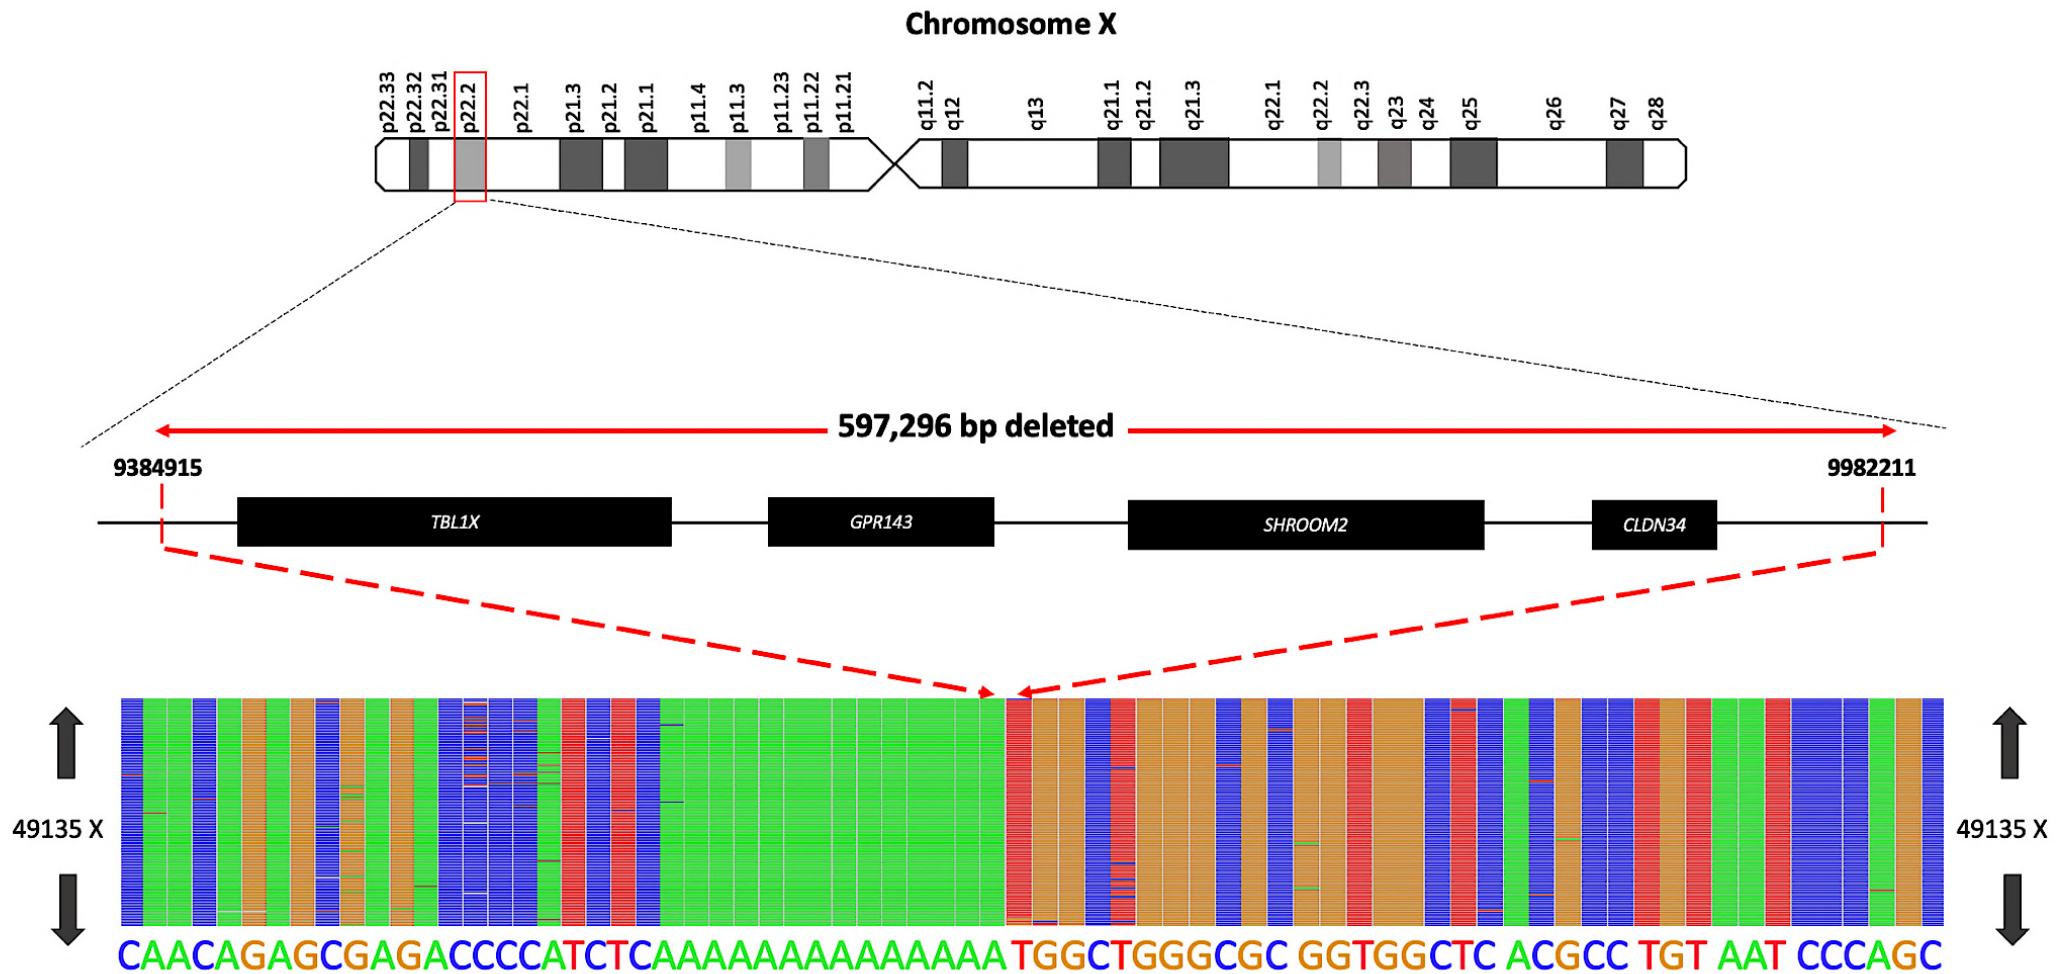 Chromosome X
p22.33 p22.32 p22.31 p22.2 p22.1 p21.3 p21.2 p21.1 p11.4 p11.3 p11.23 p11.22 p11.21 q11.2 q12 q13 q21.1 q21.2 q21.3 q22.1 q22.2 q22.3 q23 q24 q25 q26 q27 q28
597,296 bp deleted
9384915 9982211
TBL1X GPR143 SHROOM2 CLDN34
49135 X 49135 X
CAACAGAGCGAGACCCCATCTCAAAAAAAAAAAAAA TGGCTGGGCGC GGTGGCTC ACGCC TGT AAT CCCAGC